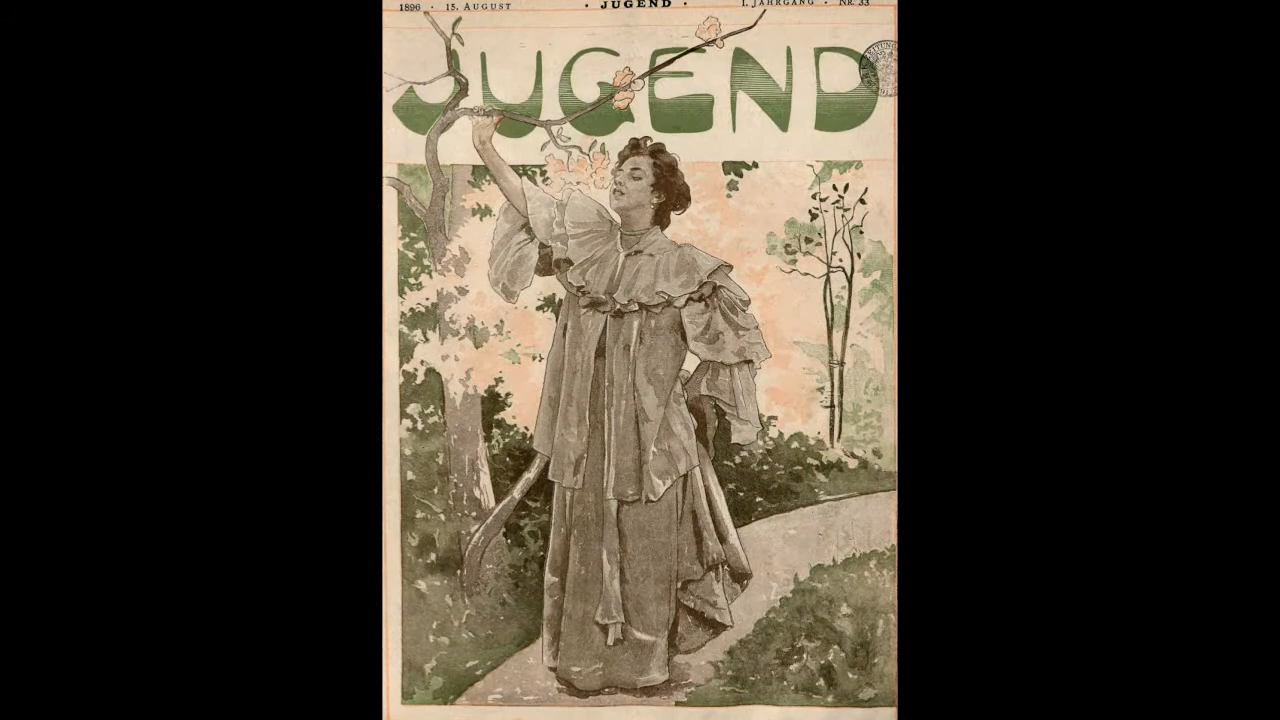 1896 · 15. AUGUST · JUGEND · I. JAHRGANG · NR. 33
JUGEND